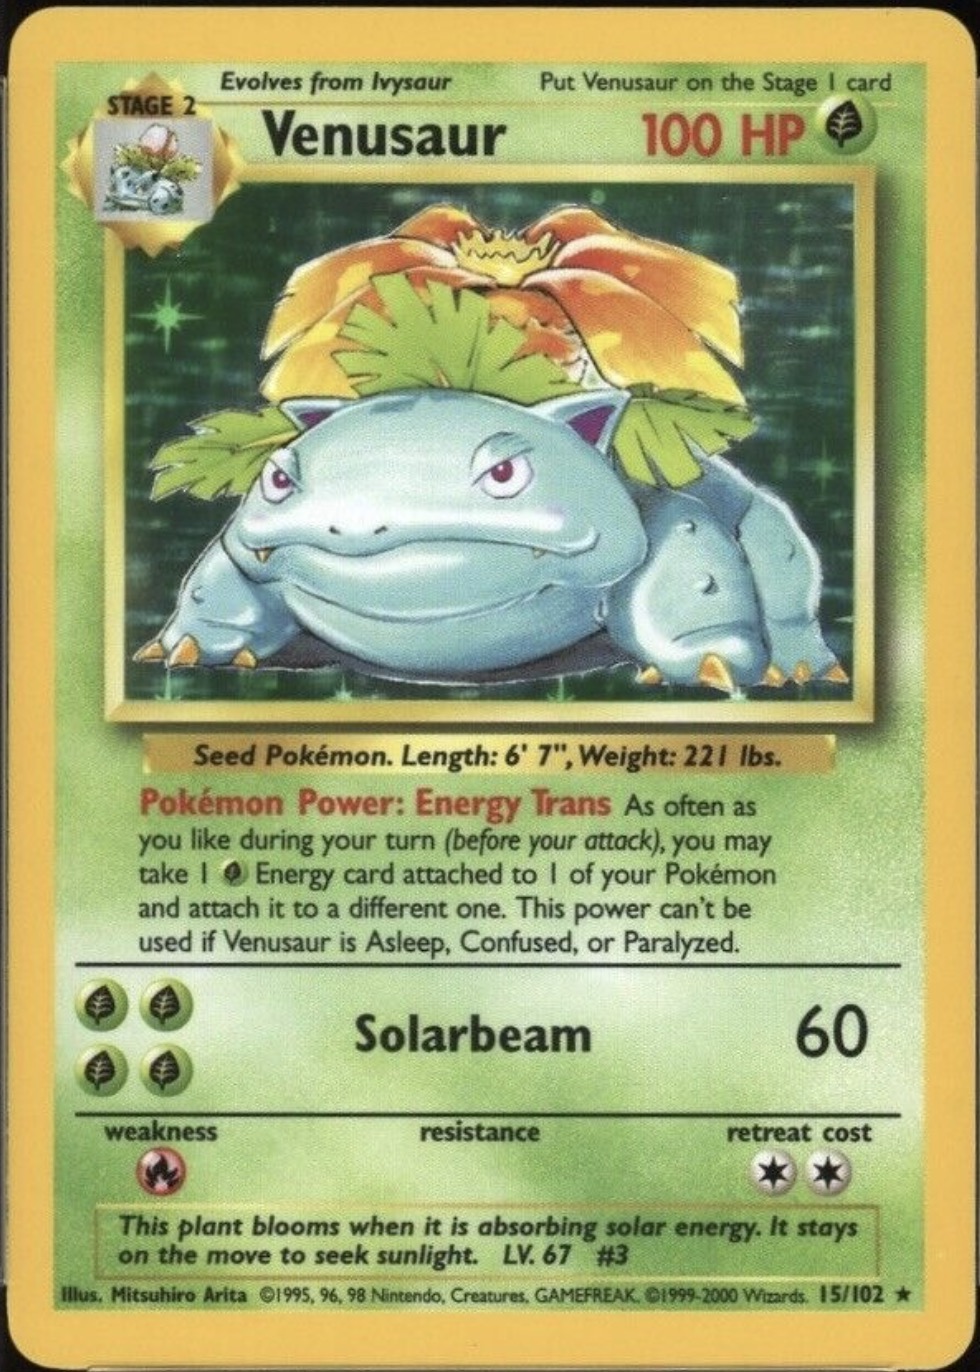 Evolves from Ivysaur Put Venusaur on the Stage 1 card
STAGE 2
Venusaur 100 HP
Seed Pokémon. Length: 6' 7", Weight: 221 lbs.
Pokémon Power: Energy Trans As often as
you like during your turn (before your attack), you may
take 1 Energy card attached to 1 of your Pokémon
and attach it to a different one. This power can't be
used if Venusaur is Asleep, Confused, or Paralyzed.
Solarbeam 60
weakness resistance retreat cost
This plant blooms when it is absorbing solar energy. It stays
on the move to seek sunlight. LV. 67 #3
Illus. Mitsuhiro Arita ©1995, 96, 98 Nintendo, Creatures, GAMEFREAK. ©1999-2000 Wizards. 15/102 ★